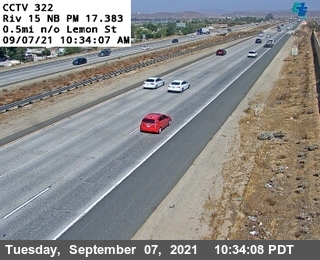 CCTV 322
Riv 15 NB PM 17.383
0.5mi n/o Lemon St
09/07/21 10:34:07 AM
Tuesday, September 07, 2021 10:34:08 PDT